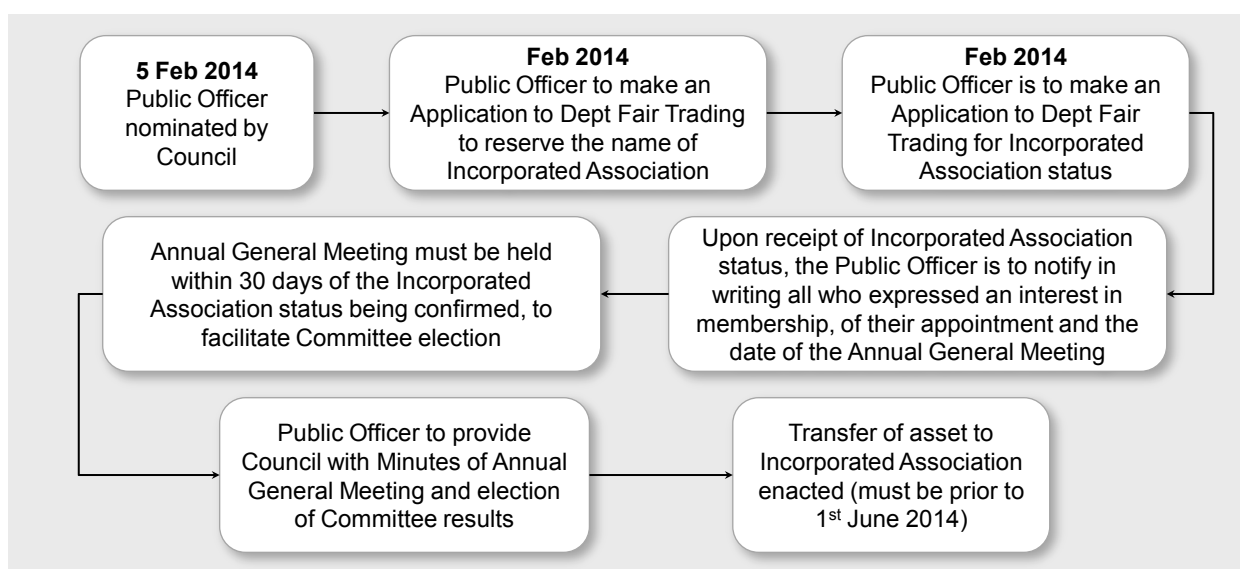 5 Feb 2014
Public Officer
nominated by
Council
Feb 2014
Public Officer to make an
Application to Dept Fair Trading
to reserve the name of
Incorporated Association
Feb 2014
Public Officer is to make an
Application to Dept Fair
Trading for Incorporated
Association status
Upon receipt of Incorporated Association
status, the Public Officer is to notify in
writing all who expressed an interest in
membership, of their appointment and the
date of the Annual General Meeting
Annual General Meeting must be held
within 30 days of the Incorporated
Association status being confirmed, to
facilitate Committee election
Public Officer to provide
Council with Minutes of Annual
General Meeting and election
of Committee results
Transfer of asset to
Incorporated Association
enacted (must be prior to
1st June 2014)